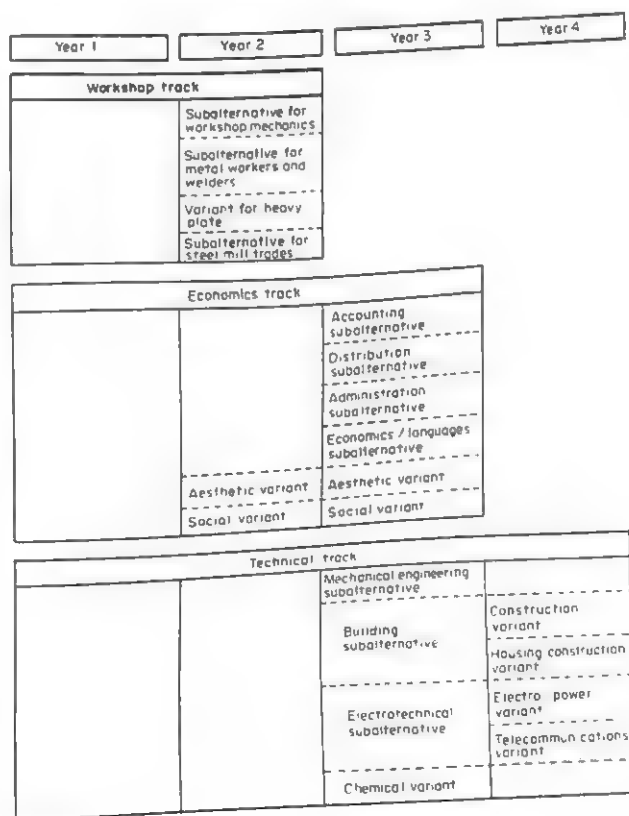 Year 1
Year 2
Year 3
Year 4
Workshop track
Subalternative for
workshop mechanics
Subalternative for
metal workers and
welders
Variant for heavy
plate
Subalternative for
steel mill trades
Economics track
Accounting
subalternative
Distribution
subalternative
Administration
subalternative
Economics / languages
subalternative
Aesthetic variant
Aesthetic variant
Social variant
Social variant
Technical track
Mechanical engineering
subalternative
Building
subalternative
Construction
variant
Housing construction
variant
Electrotechnical
subalternative
Electro power
variant
Telecommunications
variant
Chemical variant